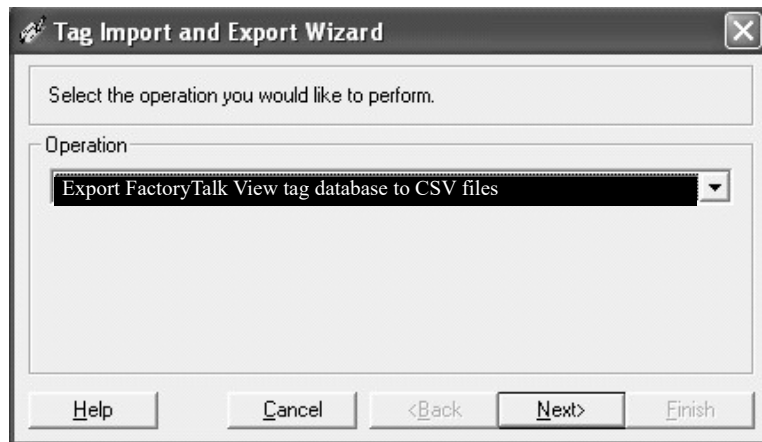 Tag Import and Export Wizard
Select the operation you would like to perform.
Operation
Export FactoryTalk View tag database to CSV files
Help Cancel <Back Next> Finish